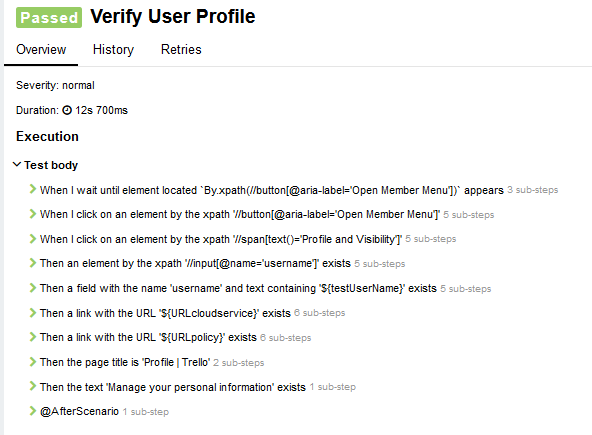 Passed Verify User Profile
Overview History Retries
Severity: normal
Duration: 12s 700ms
Execution
Test body
When I wait until element located `By.xpath(//button[@aria-label='Open Member Menu'])` appears 3 sub-steps
When I click on an element by the xpath '//button[@aria-label='Open Member Menu']' 5 sub-steps
When I click on an element by the xpath '//span[text()='Profile and Visibility']' 5 sub-steps
Then an element by the xpath '//input[@name='username']' exists 5 sub-steps
Then a field with the name 'username' and text containing '${testUserName}' exists 5 sub-steps
Then a link with the URL '${URLcloudservice}' exists 6 sub-steps
Then a link with the URL '${URLpolicy}' exists 6 sub-steps
Then the page title is 'Profile | Trello' 2 sub-steps
Then the text 'Manage your personal information' exists 1 sub-step
@AfterScenario 1 sub-step